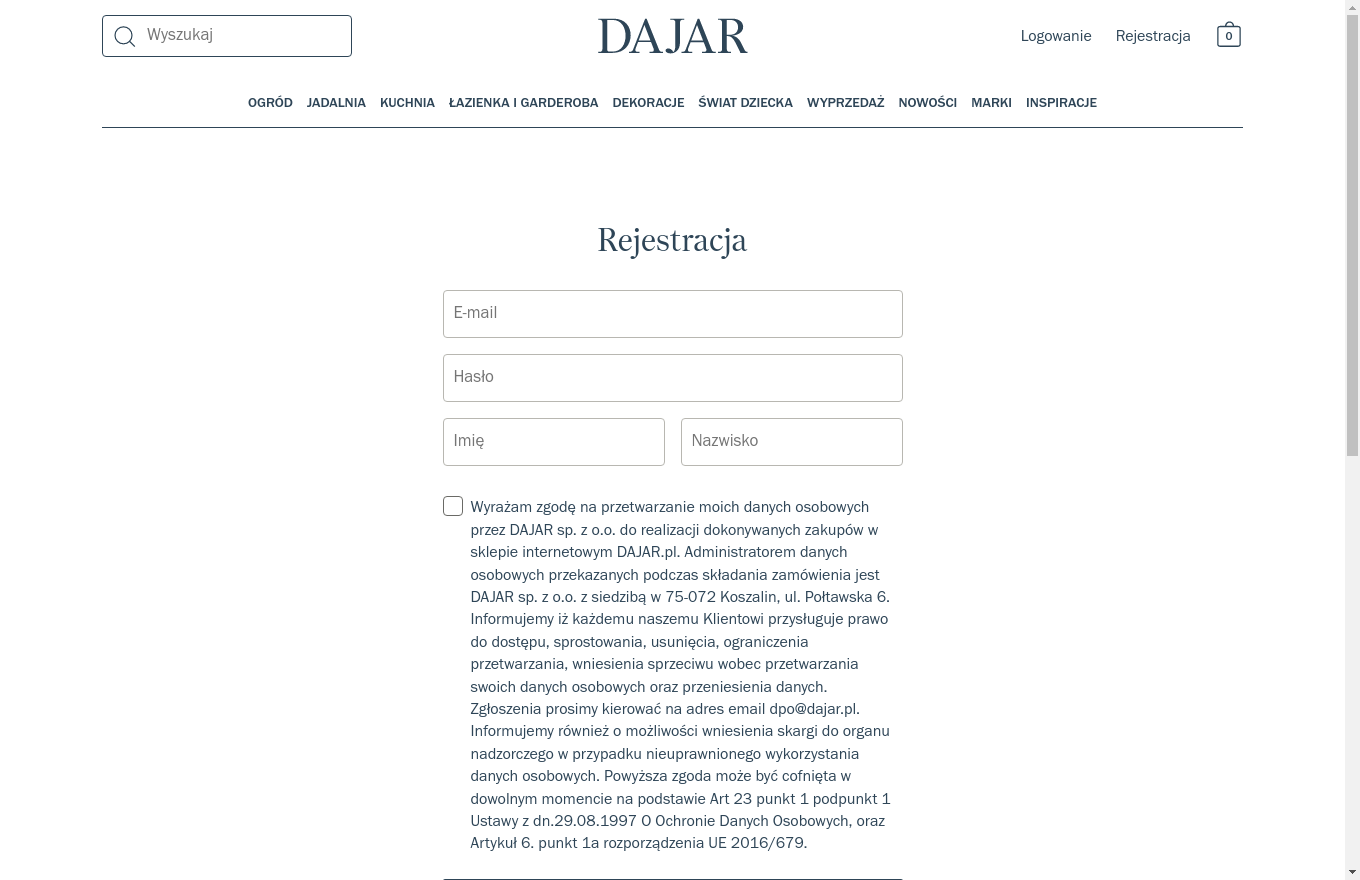 Wyszukaj
DAJAR
Logowanie
Rejestracja
0
OGRÓD JADALNIA KUCHNIA ŁAZIENKA I GARDEROBA DEKORACJE ŚWIAT DZIECKA WYPRZEDAŻ NOWOŚCI MARKI INSPIRACJE
Rejestracja
E-mail
Hasło
Imię
Nazwisko
Wyrażam zgodę na przetwarzanie moich danych osobowych
przez DAJAR sp. z o.o. do realizacji dokonywanych zakupów w
sklepie internetowym DAJAR.pl. Administratorem danych
osobowych przekazanych podczas składania zamówienia jest
DAJAR sp. z o.o. z siedzibą w 75-072 Koszalin, ul. Połtawska 6.
Informujemy iż każdemu naszemu Klientowi przysługuje prawo
do dostępu, sprostowania, usunięcia, ograniczenia
przetwarzania, wniesienia sprzeciwu wobec przetwarzania
swoich danych osobowych oraz przeniesienia danych.
Zgłoszenia prosimy kierować na adres email dpo@dajar.pl.
Informujemy również o możliwości wniesienia skargi do organu
nadzorczego w przypadku nieuprawnionego wykorzystania
danych osobowych. Powyższa zgoda może być cofnięta w
dowolnym momencie na podstawie Art 23 punkt 1 podpunkt 1
Ustawy z dn.29.08.1997 O Ochronie Danych Osobowych, oraz
Artykuł 6. punkt 1a rozporządzenia UE 2016/679.